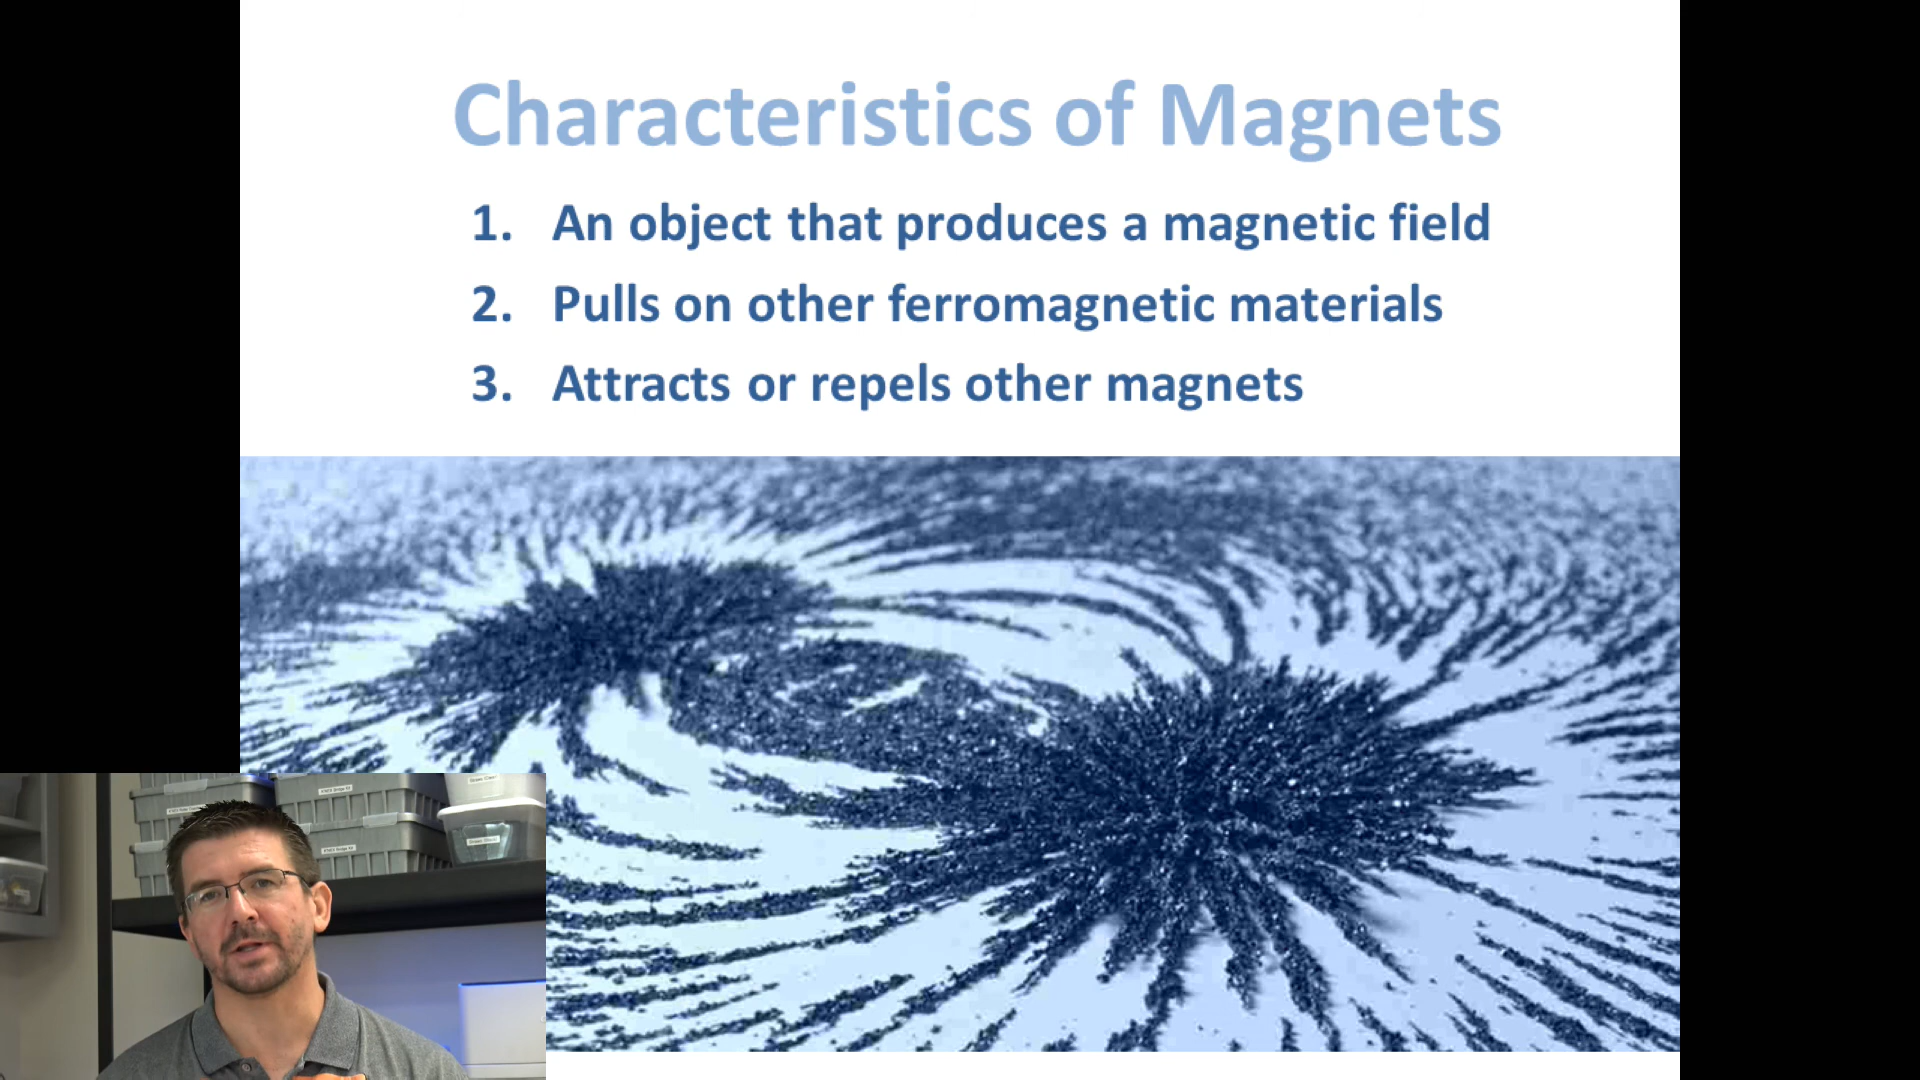 Characteristics of Magnets
1. An object that produces a magnetic field
2. Pulls on other ferromagnetic materials
3. Attracts or repels other magnets